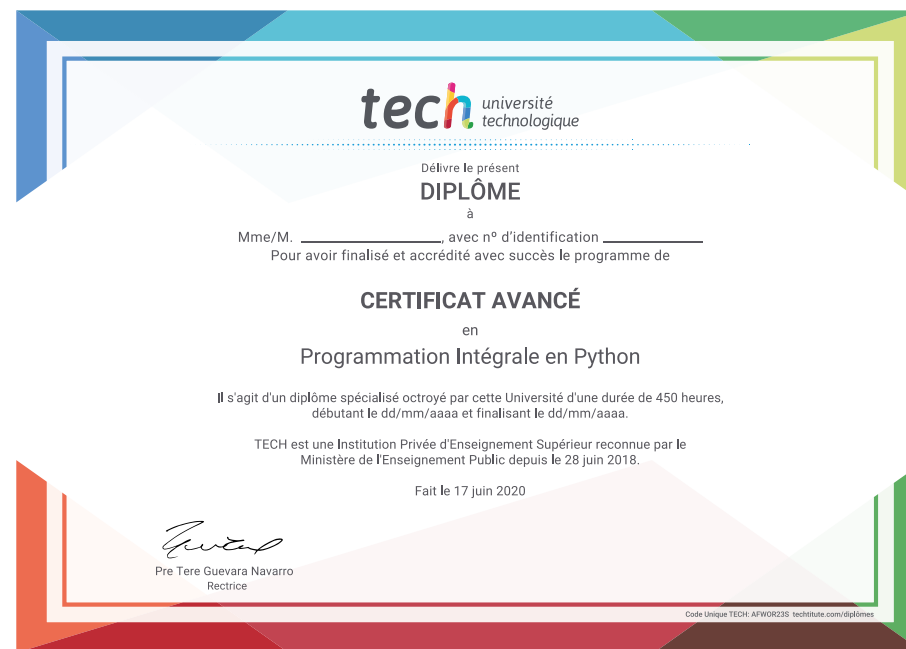 tech université
technologique
Délivre le présent
DIPLÔME
à
Mme/M. ____________________, avec nº d'identification ______________
Pour avoir finalisé et accrédité avec succès le programme de
CERTIFICAT AVANCÉ
en
Programmation Intégrale en Python
Il s'agit d'un diplôme spécialisé octroyé par cette Université d'une durée de 450 heures,
débutant le dd/mm/aaaa et finalisant le dd/mm/aaaa.
TECH est une Institution Privée d'Enseignement Supérieur reconnue par le
Ministère de l'Enseignement Public depuis le 28 juin 2018.
Fait le 17 juin 2020
Pre Tere Guevara Navarro
Rectrice
Code Unique TECH: AFWOR23S techtitute.com/diplômes